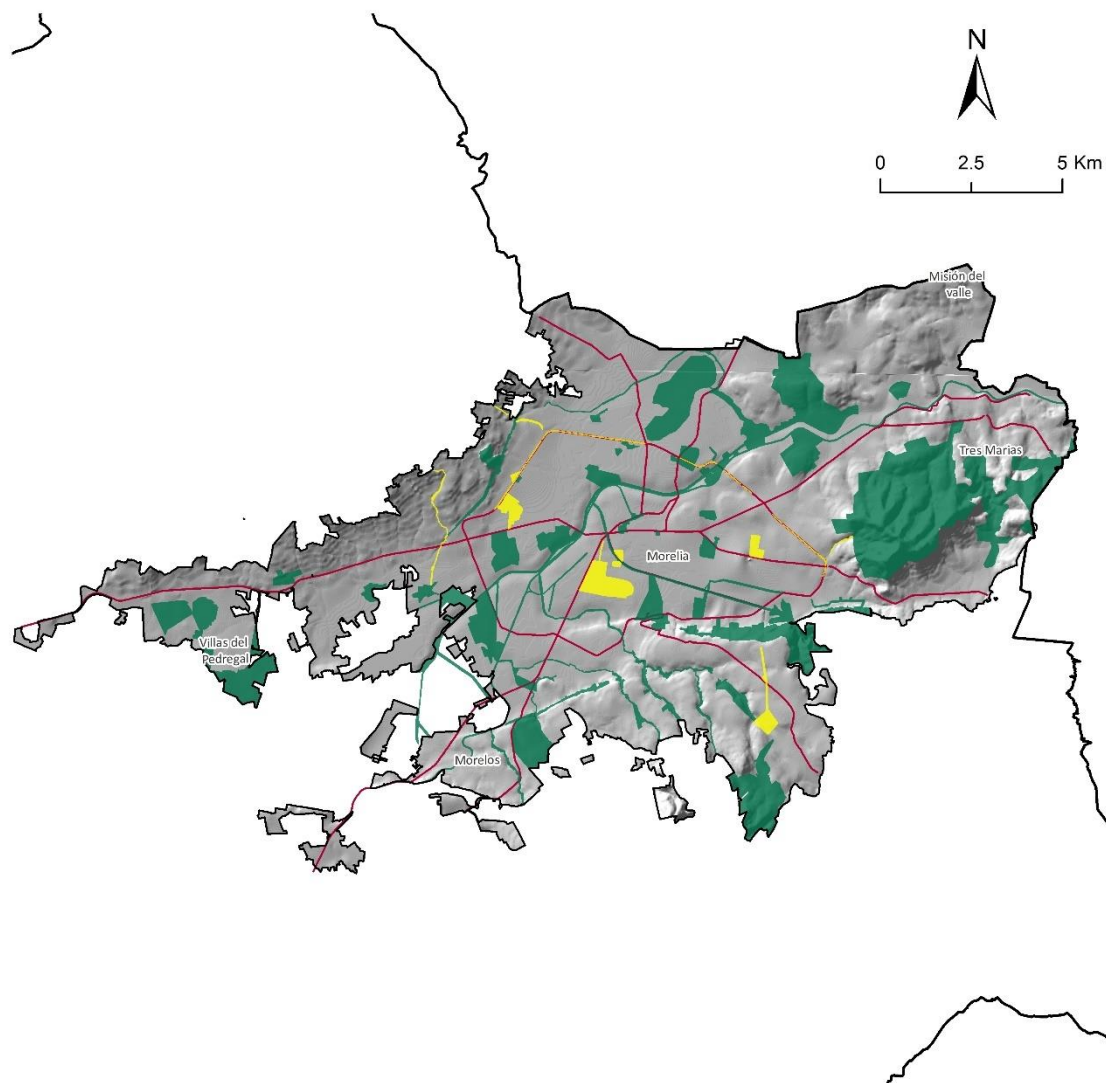 N
0 2.5 5 Km
Misión del
valle
Tres Marias
Morelia
Villas del
Pedregal
Morelos